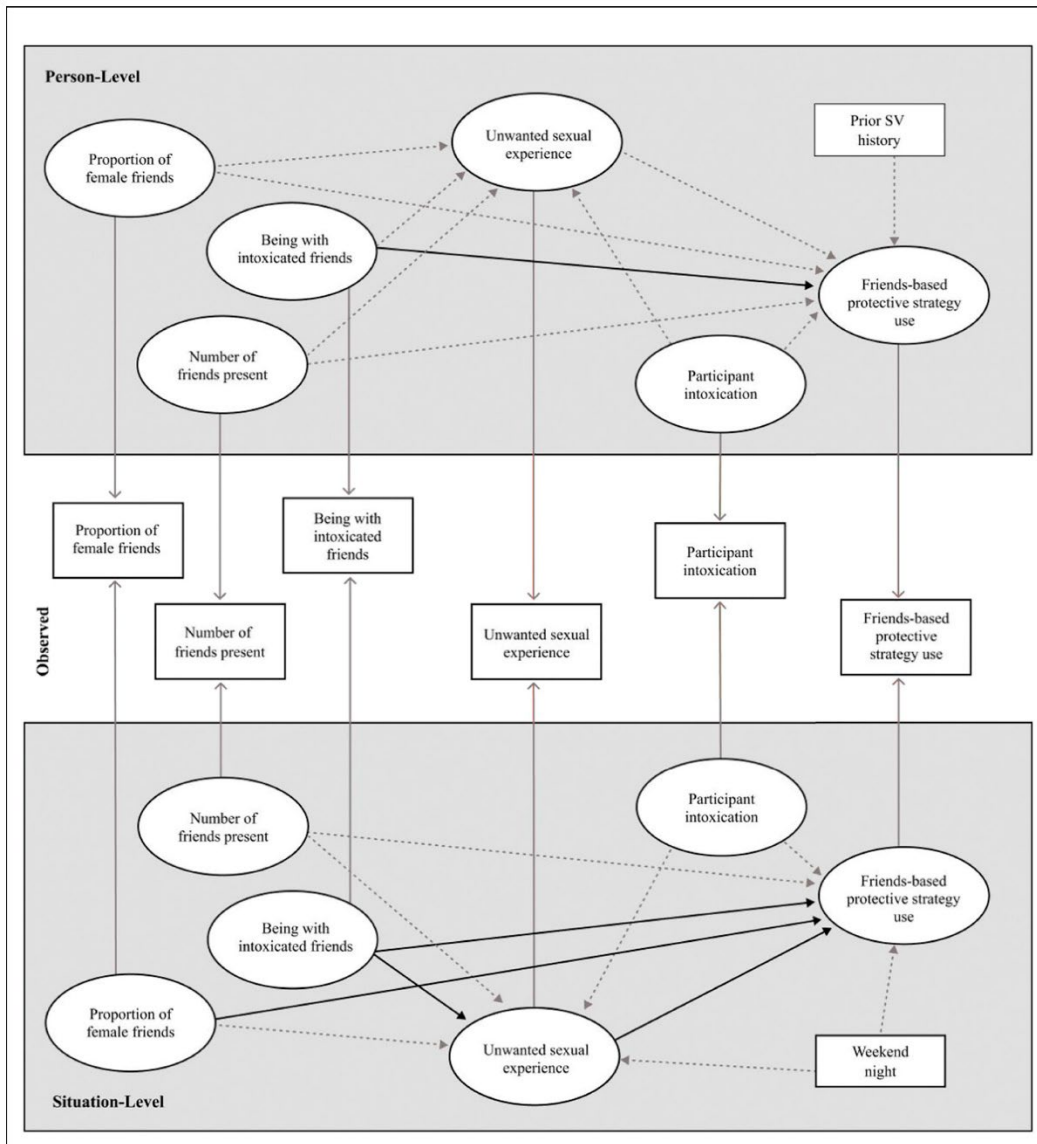 Person-Level
Proportion of
female friends
Unwanted sexual
experience
Prior SV
history
Being with
intoxicated friends
Friends-based
protective strategy
use
Number of
friends present
Participant
intoxication
Observed
Proportion of
female friends
Being with
intoxicated
friends
Participant
intoxication
Number of
friends present
Unwanted sexual
experience
Friends-based
protective
strategy use
Number of
friends present
Participant
intoxication
Being with
intoxicated friends
Friends-based
protective strategy
use
Proportion of
female friends
Unwanted sexual
experience
Weekend
night
Situation-Level